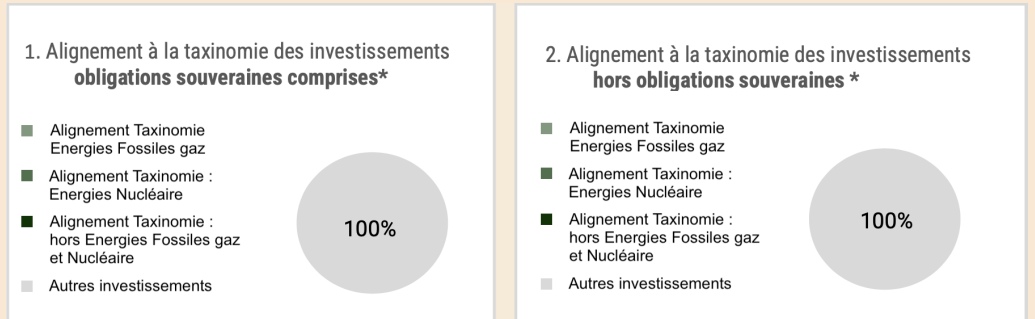 1. Alignement à la taxinomie des investissements
obligations souveraines comprises*
Alignement Taxinomie
Energies Fossiles gaz
Alignement Taxinomie :
Energies Nucléaire
Alignement Taxinomie :
hors Energies Fossiles gaz
et Nucléaire
Autres investissements
100%
2. Alignement à la taxinomie des investissements
hors obligations souveraines *
Alignement Taxinomie
Energies Fossiles gaz
Alignement Taxinomie :
Energies Nucléaire
Alignement Taxinomie :
hors Energies Fossiles gaz
et Nucléaire
Autres investissements
100%